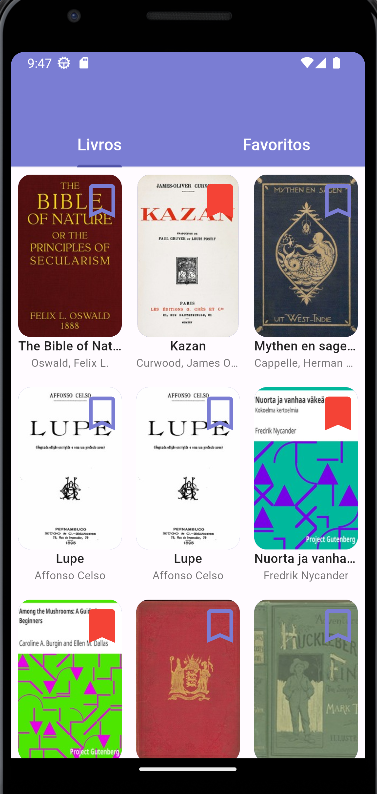 9:47
Livros
Favoritos
THE
BIBLE
OF NATURE
OR THE
PRINCIPLES OF
SECULARISM
FELIX L. OSWALD
1888
KAZAN
PARIS
MYTHEN EN SAGEN
UIT WEST-INDIE
The Bible of Nat...
Kazan
Mythen en sage...
Oswald, Felix L.
Curwood, James O...
Cappelle, Herman ...
AFFONSO CELSO
LUPE
PERNAMBUCO
AFFONSO CELSO
LUPE
PERNAMBUCO
Nuorta ja vanhaa väkeä
Kokoelma kertoelmia
Fredrik Nycander
Project Gutenberg
Lupe
Lupe
Nuorta ja vanha...
Affonso Celso
Affonso Celso
Fredrik Nycander
Among the Mushrooms: A Gui
Beginners
Caroline A. Burgin and Ellen M. Dallas
Project Gutenberg
HUCKLEBER
MARK T